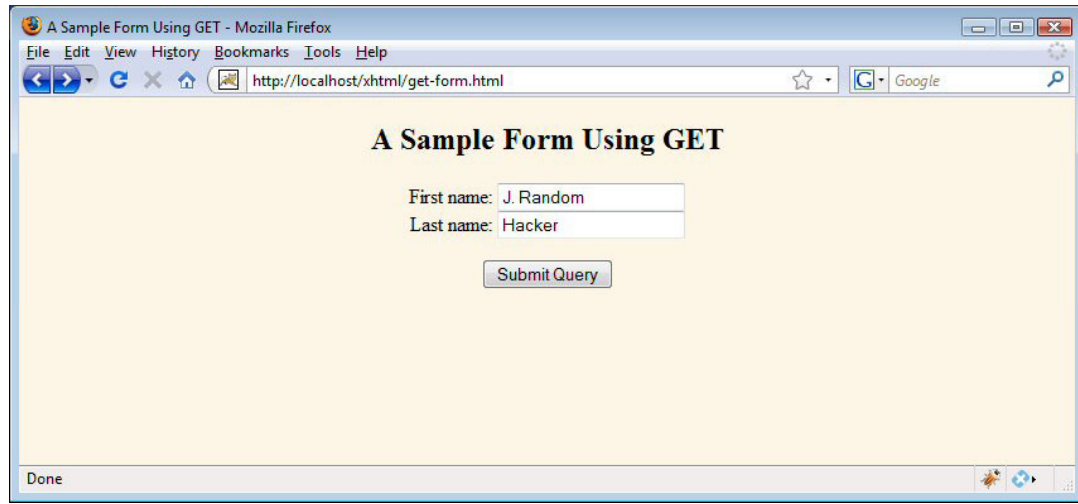 A Sample Form Using GET - Mozilla Firefox
File Edit View History Bookmarks Tools Help
http://localhost/xhtml/get-form.html G Google
A Sample Form Using GET
First name: J. Random
Last name: Hacker
Submit Query
Done